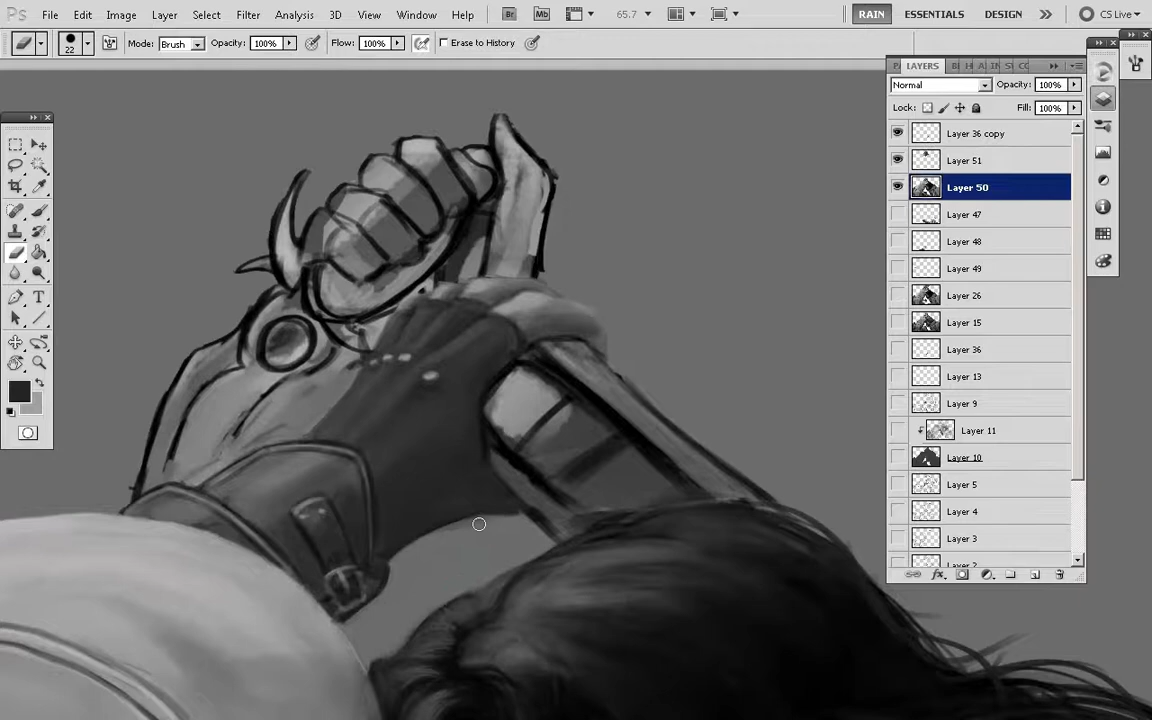 Ps File Edit Image Layer Select Filter Analysis 3D View Window Help Br Mb 65.7 RAIN ESSENTIALS DESIGN CS Live
22 Mode: Brush Opacity: 100% Flow: 100% Erase to History
LAYERS
Normal Opacity: 100%
Lock: Fill: 100%
Layer 36 copy
Layer 51
Layer 50
Layer 47
Layer 48
Layer 49
Layer 26
Layer 15
Layer 36
Layer 13
Layer 9
Layer 11
Layer 10
Layer 5
Layer 4
Layer 3
Layer 2